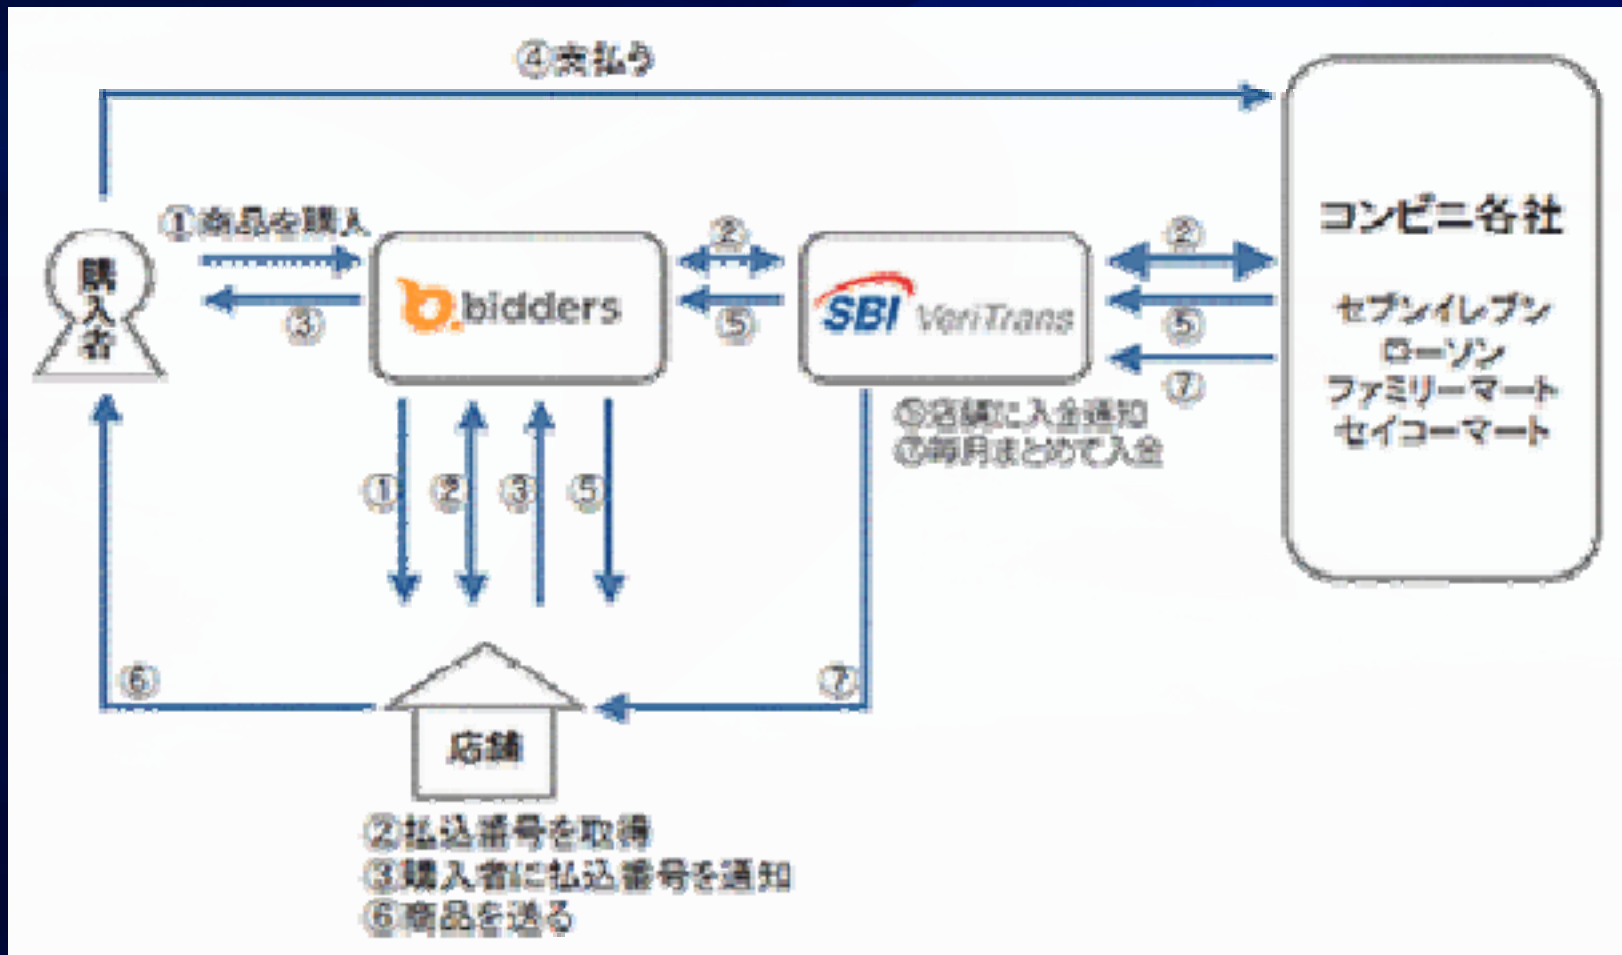 ④支払う
①商品を購入
②
②
コンビニ各社
購入者
bidders
SBI VeriTrans
③
⑤
⑤
セブンイレブン
ローソン
ファミリーマート
セイコーマート
⑦
⑤店舗に入金通知
⑦毎月まとめて入金
①
②
③
⑤
⑥
⑦
店舗
②払込番号を取得
③購入者に払込番号を通知
⑥商品を送る